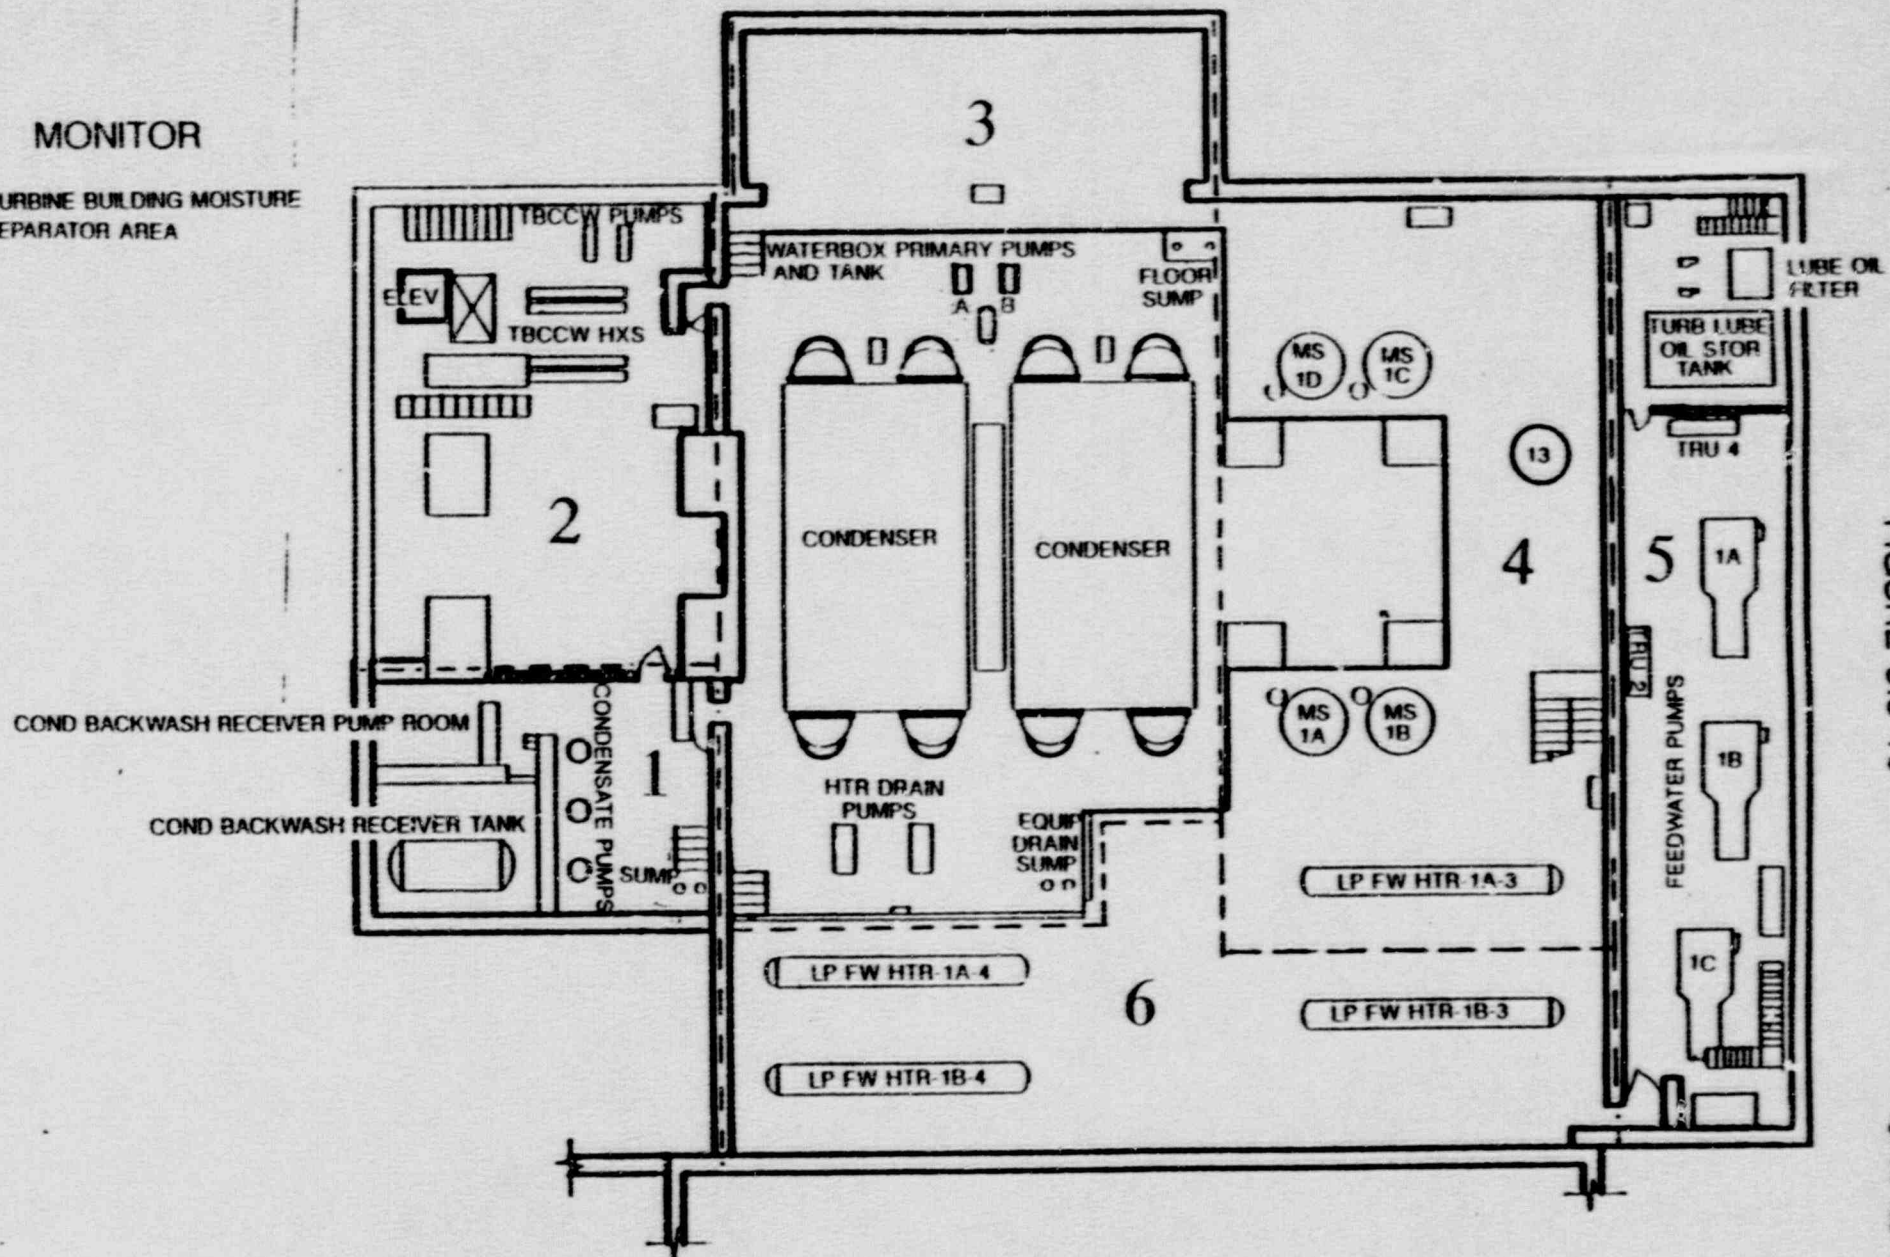 MONITOR
URBINE BUILDING MOISTURE
EPARATOR AREA
3
TBCCW PUMPS
ELEV
TBCCW HXS
2
WATERBOX PRIMARY PUMPS
AND TANK
A B
FLOOR
SUMP
CONDENSER
CONDENSER
MS
1D
MS
1C
13
4
MS
1A
MS
1B
LUBE OIL
FILTER
TURB LUBE
OIL STOR
TANK
TRU 4
5
1A
TRU 2
FEEDWATER PUMPS
1B
1C
COND BACKWASH RECEIVER PUMP ROOM
COND BACKWASH RECEIVER TANK
CONDENSATE PUMPS
1
SUMP
HTR DRAIN
PUMPS
EQUIP
DRAIN
SUMP
LP FW HTR-1A-3
LP FW HTR-1A-4
6
LP FW HTR-1B-3
LP FW HTR-1B-4